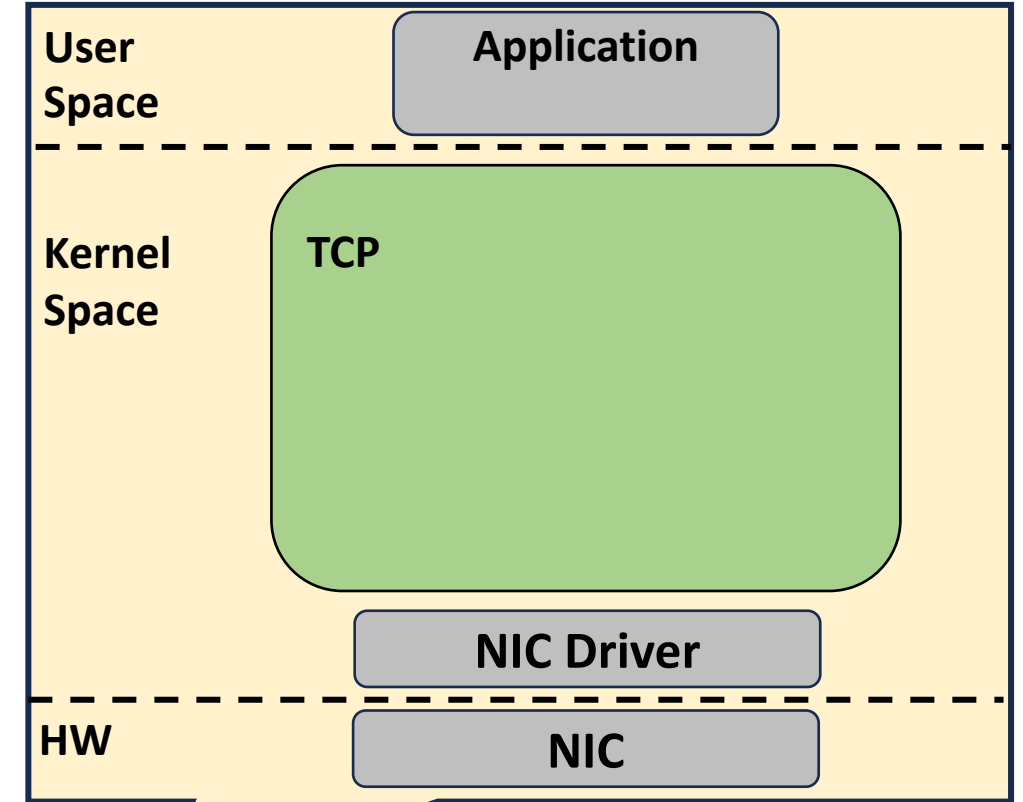 User
Space
Application
Kernel
Space
TCP
NIC Driver
HW
NIC